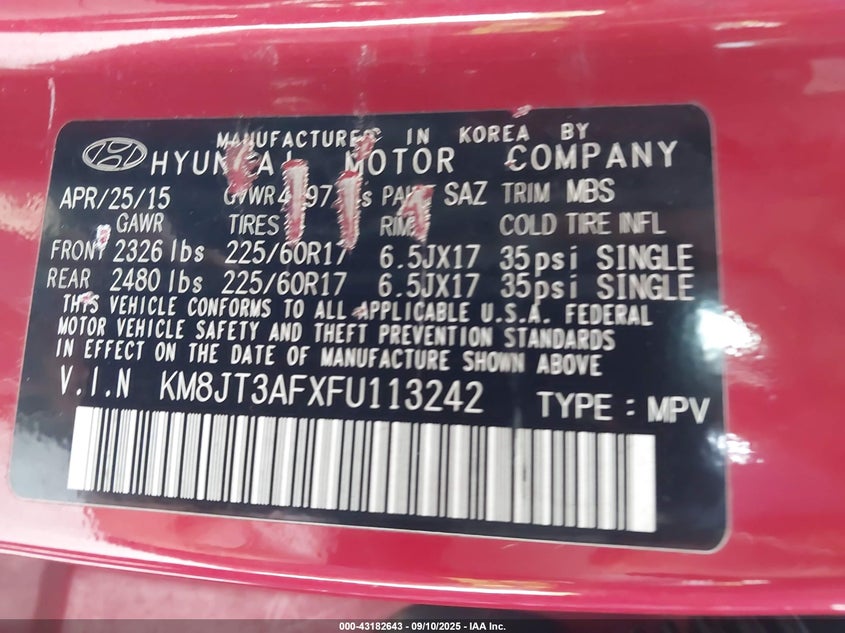 MANUFACTURED IN KOREA BY
HYUNDAI MOTOR COMPANY
APR/25/15 PAINT SAZ TRIM MBS
GAWR TIRES RIMS COLD TIRE INFL
FRONT 2326 lbs 225/60R17 6.5JX17 35psi SINGLE
REAR 2480 lbs 225/60R17 6.5JX17 35psi SINGLE
THIS VEHICLE CONFORMS TO ALL APPLICABLE U.S.A. FEDERAL
MOTOR VEHICLE SAFETY AND THEFT PREVENTION STANDARDS
IN EFFECT ON THE DATE OF MANUFACTURE SHOWN ABOVE
V.I.N KM8JT3AFXFU113242 TYPE : MPV
000-43182643 - 09/10/2025 - IAA, Inc.